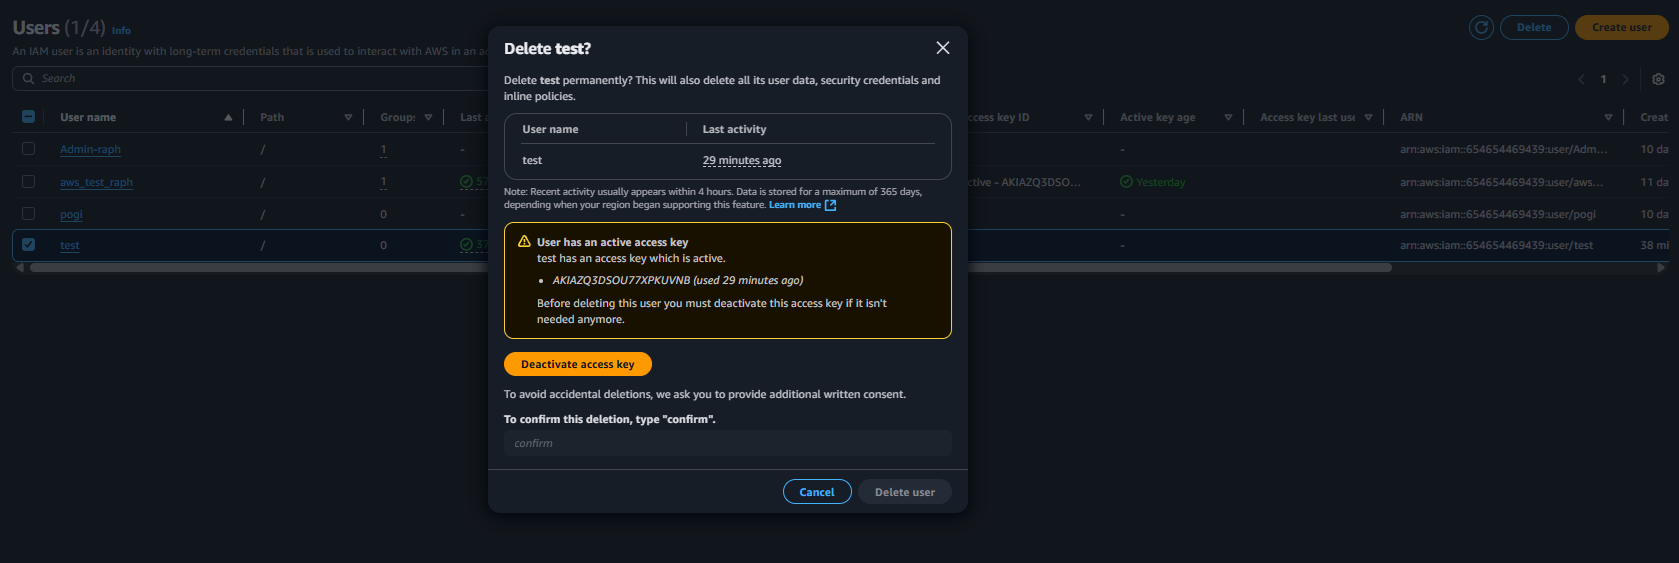 Users (1/4) Info
Delete
Create user
An IAM user is an identity with long-term credentials that is used to interact with AWS in an ac
Search
1
User name Path Group: Last a ccess key ID Active key age Access key last use ARN Creat
Admin-raph / 1 - - arn:aws:iam::654654469439:user/Adm... 10 da
aws_test_raph / 1 57 ctive - AKIAZQ3DSO... Yesterday arn:aws:iam::654654469439:user/aws... 11 da
pogi / 0 - - arn:aws:iam::654654469439:user/pogi 10 da
test / 0 37 - arn:aws:iam::654654469439:user/test 38 mi
Delete test?
Delete test permanently? This will also delete all its user data, security credentials and
inline policies.
User name Last activity
test 29 minutes ago
Note: Recent activity usually appears within 4 hours. Data is stored for a maximum of 365 days,
depending when your region began supporting this feature. Learn more
User has an active access key
test has an access key which is active.
• AKIAZQ3DSOU77XPKUVNB (used 29 minutes ago)
Before deleting this user you must deactivate this access key if it isn't
needed anymore.
Deactivate access key
To avoid accidental deletions, we ask you to provide additional written consent.
To confirm this deletion, type "confirm".
confirm
Cancel
Delete user